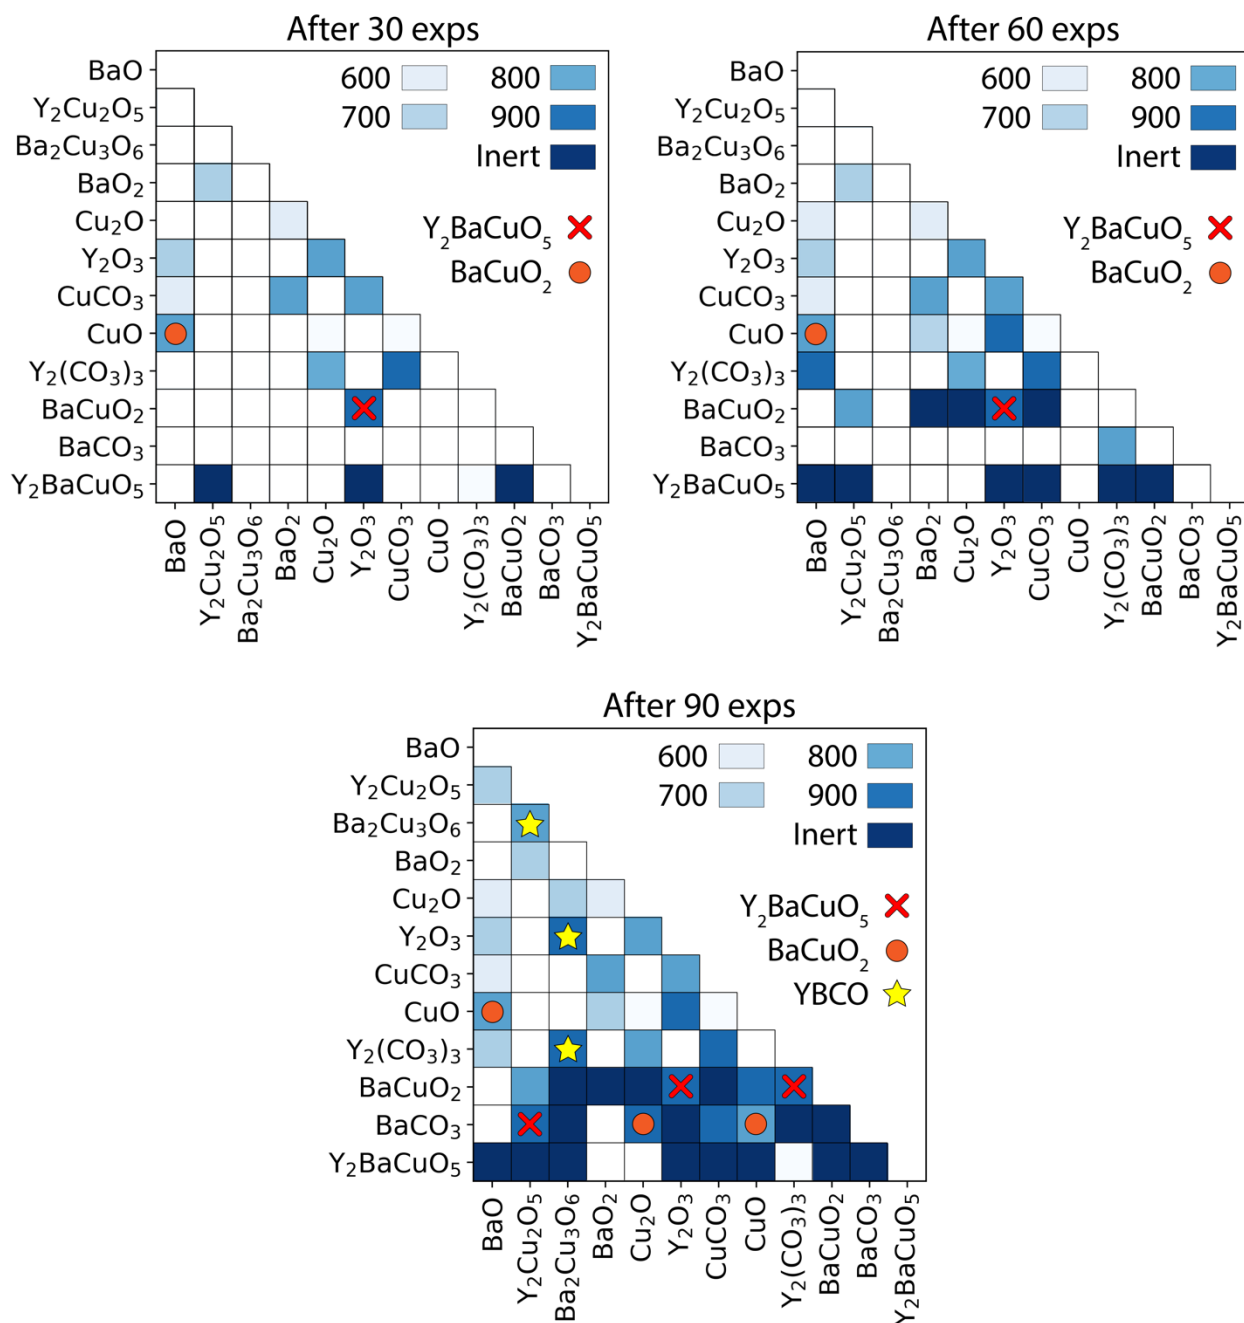 After 30 exps
600
800
700
900
Inert
Y₂BaCuO₅
BaCuO₂
BaO
Y₂Cu₂O₅
Ba₂Cu₃O₆
BaO₂
Cu₂O
Y₂O₃
CuCO₃
CuO
Y₂(CO₃)₃
BaCuO₂
BaCO₃
Y₂BaCuO₅
BaO
Y₂Cu₂O₅
Ba₂Cu₃O₆
BaO₂
Cu₂O
Y₂O₃
CuCO₃
CuO
Y₂(CO₃)₃
BaCuO₂
BaCO₃
Y₂BaCuO₅
After 60 exps
600
800
700
900
Inert
Y₂BaCuO₅
BaCuO₂
BaO
Y₂Cu₂O₅
Ba₂Cu₃O₆
BaO₂
Cu₂O
Y₂O₃
CuCO₃
CuO
Y₂(CO₃)₃
BaCuO₂
BaCO₃
Y₂BaCuO₅
BaO
Y₂Cu₂O₅
Ba₂Cu₃O₆
BaO₂
Cu₂O
Y₂O₃
CuCO₃
CuO
Y₂(CO₃)₃
BaCuO₂
BaCO₃
Y₂BaCuO₅
After 90 exps
600
800
700
900
Inert
Y₂BaCuO₅
BaCuO₂
YBCO
BaO
Y₂Cu₂O₅
Ba₂Cu₃O₆
BaO₂
Cu₂O
Y₂O₃
CuCO₃
CuO
Y₂(CO₃)₃
BaCuO₂
BaCO₃
Y₂BaCuO₅
BaO
Y₂Cu₂O₅
Ba₂Cu₃O₆
BaO₂
Cu₂O
Y₂O₃
CuCO₃
CuO
Y₂(CO₃)₃
BaCuO₂
BaCO₃
Y₂BaCuO₅